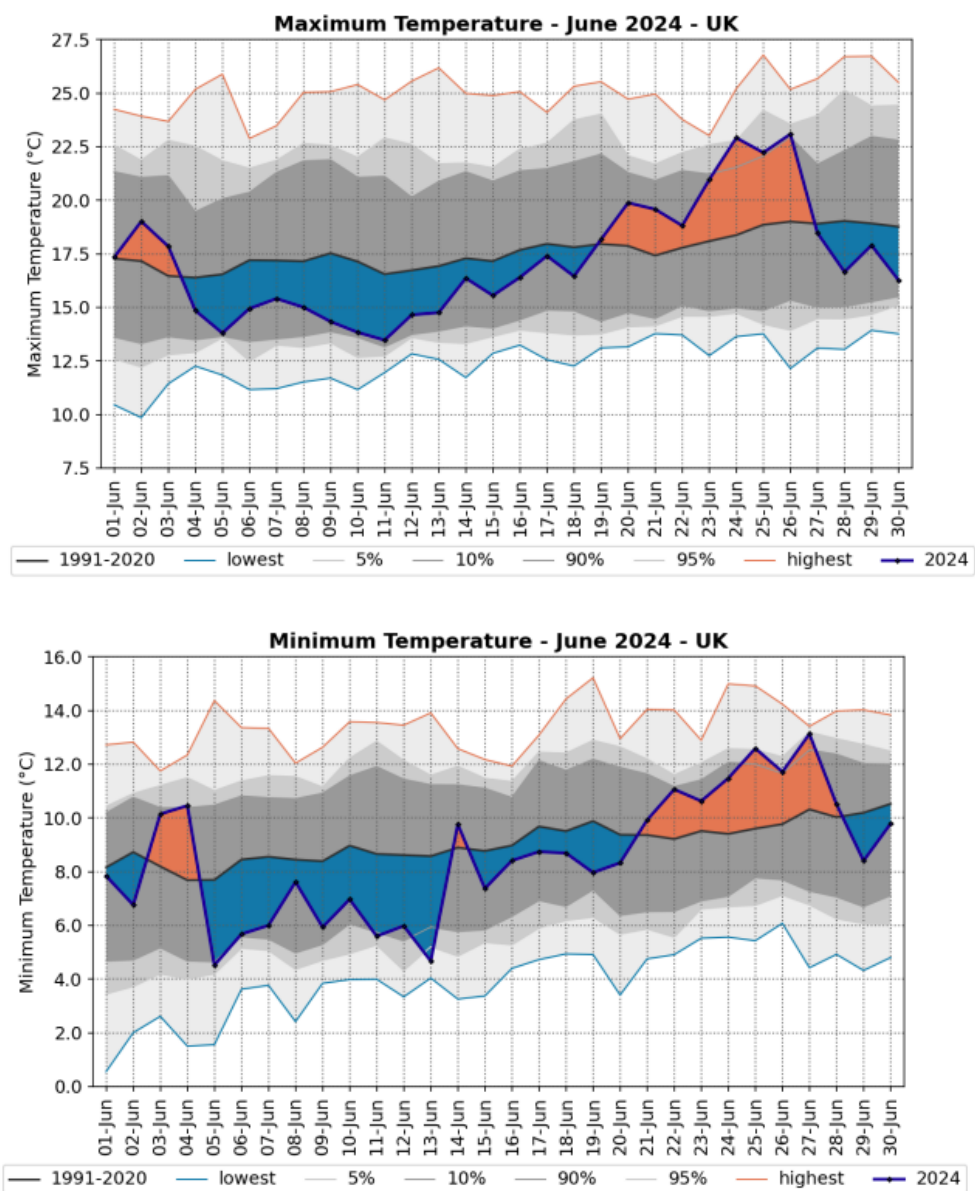 Maximum Temperature - June 2024 - UK
27.5
25.0
22.5
20.0
17.5
15.0
12.5
10.0
7.5
Maximum Temperature (°C)
01-Jun 02-Jun 03-Jun 04-Jun 05-Jun 06-Jun 07-Jun 08-Jun 09-Jun 10-Jun 11-Jun 12-Jun 13-Jun 14-Jun 15-Jun 16-Jun 17-Jun 18-Jun 19-Jun 20-Jun 21-Jun 22-Jun 23-Jun 24-Jun 25-Jun 26-Jun 27-Jun 28-Jun 29-Jun 30-Jun
1991-2020 lowest 5% 10% 90% 95% highest 2024
Minimum Temperature - June 2024 - UK
16.0
14.0
12.0
10.0
8.0
6.0
4.0
2.0
0.0
Minimum Temperature (°C)
01-Jun 02-Jun 03-Jun 04-Jun 05-Jun 06-Jun 07-Jun 08-Jun 09-Jun 10-Jun 11-Jun 12-Jun 13-Jun 14-Jun 15-Jun 16-Jun 17-Jun 18-Jun 19-Jun 20-Jun 21-Jun 22-Jun 23-Jun 24-Jun 25-Jun 26-Jun 27-Jun 28-Jun 29-Jun 30-Jun
1991-2020 lowest 5% 10% 90% 95% highest 2024